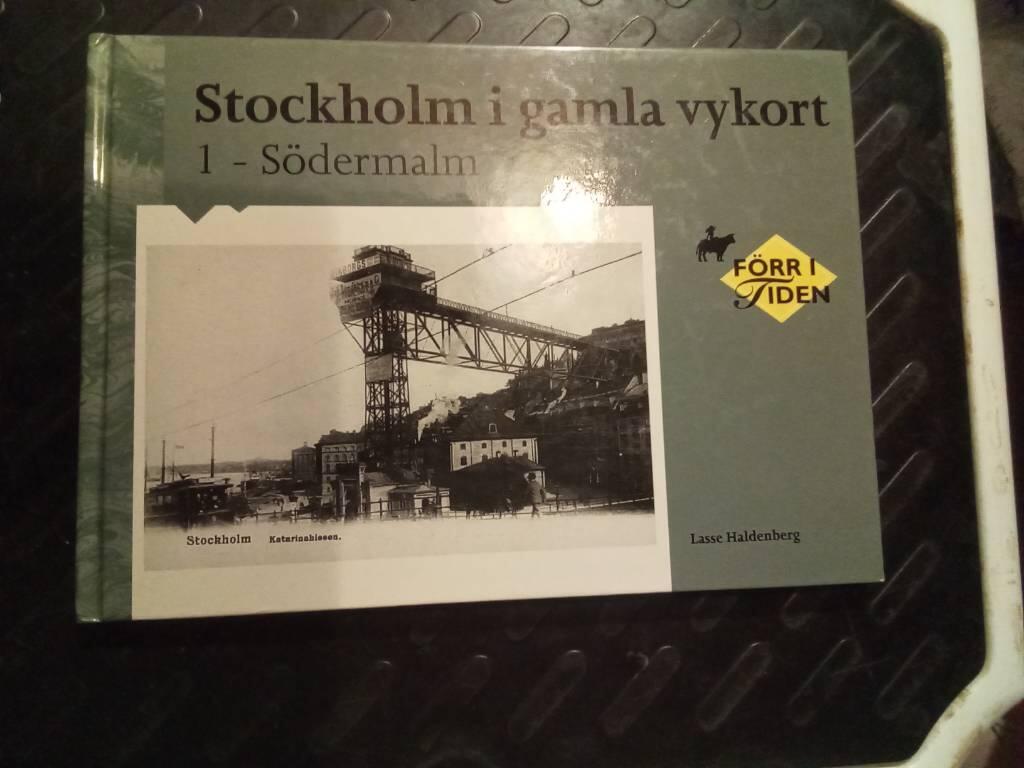 Stockholm i gamla vykort
1 - Södermalm
FÖRR I
TIDEN
Stockholm Katarinahissen.
Lasse Haldenberg